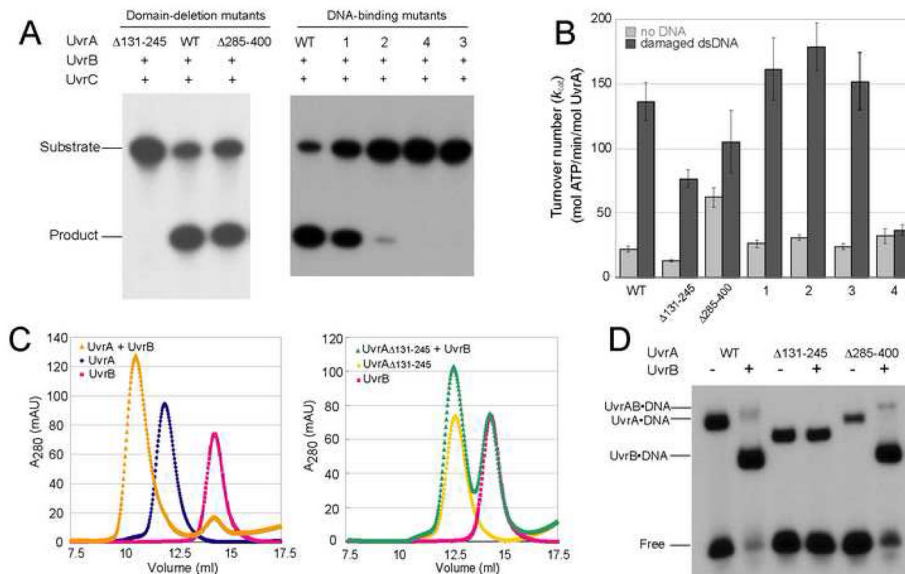 A
Domain-deletion mutants
DNA-binding mutants
UvrA Δ131-245 WT Δ285-400 WT 1 2 4 3
UvrB + + + + + + + +
UvrC + + + + + + + +
Substrate
Product
B
no DNA
damaged dsDNA
Turnover number (kcat)
(mol ATP/min/mol UvrA)
200
150
100
50
0
WT Δ131-245 Δ285-400 1 2 3 4
C
UvrA + UvrB
UvrA
UvrB
A280 (mAU)
140
120
100
80
60
40
20
0
7.5 10 12.5 15 17.5
Volume (ml)
UvrAΔ131-245 + UvrB
UvrAΔ131-245
UvrB
A280 (mAU)
140
120
100
80
60
40
20
0
7.5 10 12.5 15 17.5
Volume (ml)
D
UvrA WT Δ131-245 Δ285-400
UvrB - + - + - +
UvrAB•DNA
UvrA•DNA
UvrB•DNA
Free